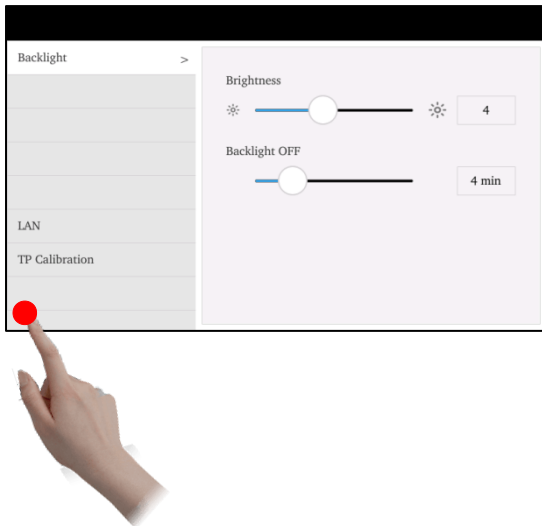 Backlight >
Brightness
4
Backlight OFF
4 min
LAN
TP Calibration